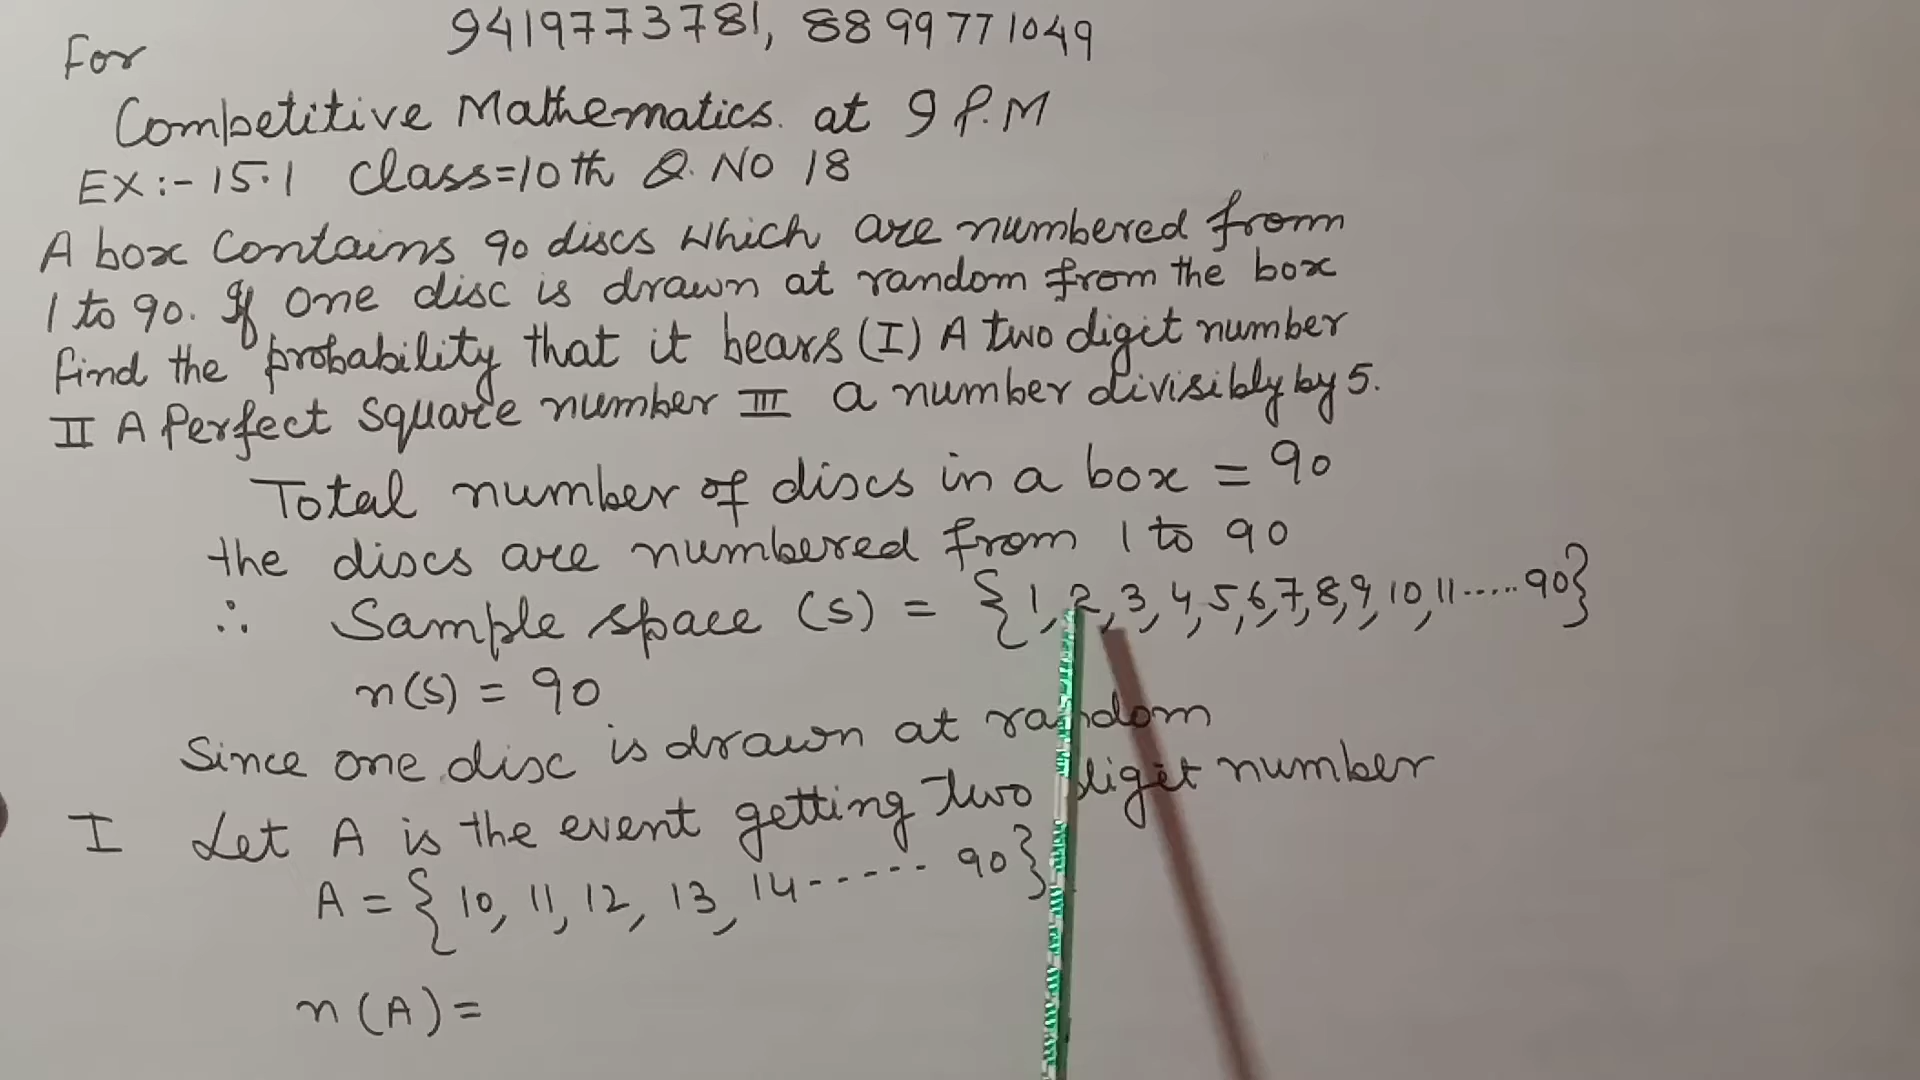 9419773781, 8899771049
For
Competitive Mathematics. at 9 P.M
EX:-15.1 Class=10th Q. NO 18
A box Contains 90 discs which are numbered from
1 to 90. If one disc is drawn at random from the box
find the probability that it bears (I) A two digit number
II A Perfect square number III a number divisibly by 5.
Total number of discs in a box = 90
the discs are numbered from 1 to 90
∴ Sample space (S) = {1,2,3,4,5,6,7,8,9,10,11.....90}
n(S) = 90
Since one disc is drawn at random
I Let A is the event getting two digit number
A = {10, 11, 12, 13, 14------ 90}
n(A) =